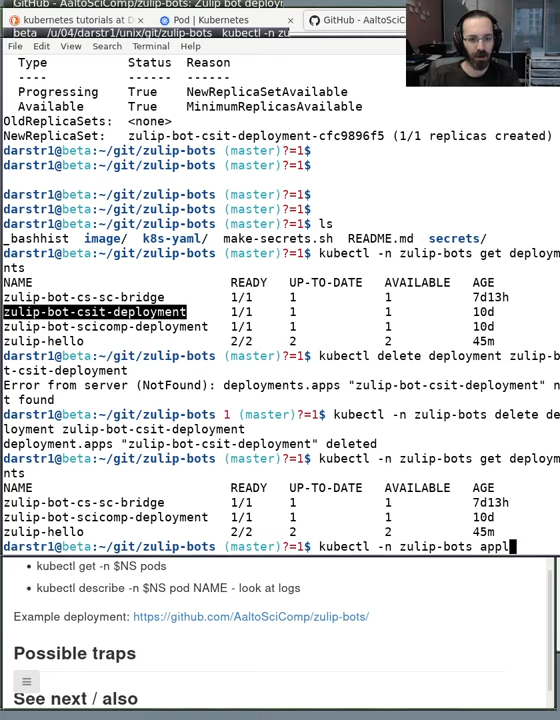 kubernetes tutorials at D
Pod | Kubernetes
GitHub - AaltoSciC
beta  /u/04/darstr1/unix/git/zulip-bots  kubectl -n zu
File Edit View Search Terminal Help
Type Status Reason
---- ------ ------
Progressing True NewReplicaSetAvailable
Available True MinimumReplicasAvailable
OldReplicaSets: <none>
NewReplicaSet: zulip-bot-csit-deployment-cfc9896f5 (1/1 replicas created)
darstr1@beta:~/git/zulip-bots (master)?=1$
darstr1@beta:~/git/zulip-bots (master)?=1$
darstr1@beta:~/git/zulip-bots (master)?=1$
darstr1@beta:~/git/zulip-bots (master)?=1$
darstr1@beta:~/git/zulip-bots (master)?=1$ ls
_bashhist image/ k8s-yaml/ make-secrets.sh README.md secrets/
darstr1@beta:~/git/zulip-bots (master)?=1$ kubectl -n zulip-bots get deploym
nts
NAME READY UP-TO-DATE AVAILABLE AGE
zulip-bot-cs-sc-bridge 1/1 1 1 7d13h
zulip-bot-csit-deployment 1/1 1 1 10d
zulip-bot-scicomp-deployment 1/1 1 1 10d
zulip-hello 2/2 2 2 45m
darstr1@beta:~/git/zulip-bots (master)?=1$ kubectl delete deployment zulip-b
t-csit-deployment
Error from server (NotFound): deployments.apps "zulip-bot-csit-deployment" n
t found
darstr1@beta:~/git/zulip-bots 1 (master)?=1$ kubectl -n zulip-bots delete de
loyment zulip-bot-csit-deployment
deployment.apps "zulip-bot-csit-deployment" deleted
darstr1@beta:~/git/zulip-bots (master)?=1$ kubectl -n zulip-bots get deploym
nts
NAME READY UP-TO-DATE AVAILABLE AGE
zulip-bot-cs-sc-bridge 1/1 1 1 7d13h
zulip-bot-scicomp-deployment 1/1 1 1 10d
zulip-hello 2/2 2 2 45m
darstr1@beta:~/git/zulip-bots (master)?=1$ kubectl -n zulip-bots appl
• kubectl get -n $NS pods
• kubectl describe -n $NS pod NAME - look at logs
Example deployment: https://github.com/AaltoSciComp/zulip-bots/
Possible traps
See next / also